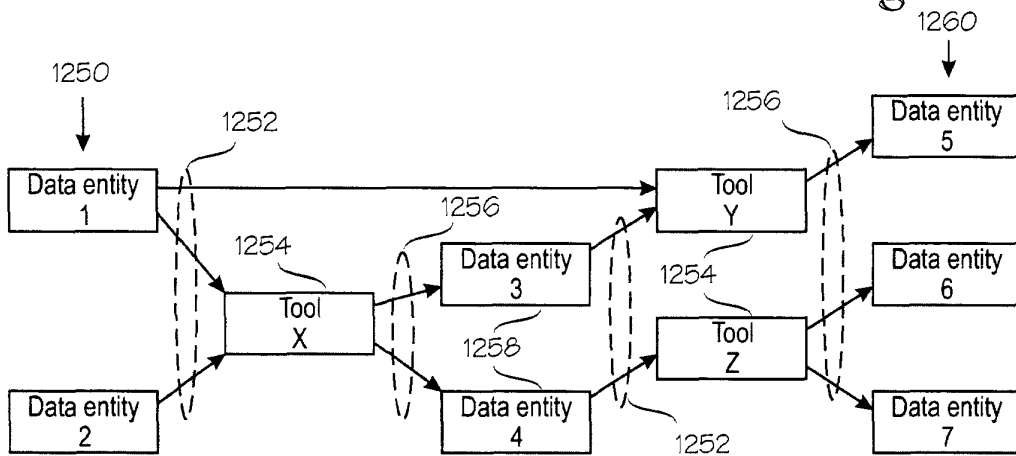 1260
1250
1252
1256
Data entity
5
Data entity
1
Tool
Y
1254
1256
Data entity
3
1254
Data entity
6
Tool
X
1258
1252
Tool
Z
Data entity
2
Data entity
4
Data entity
7